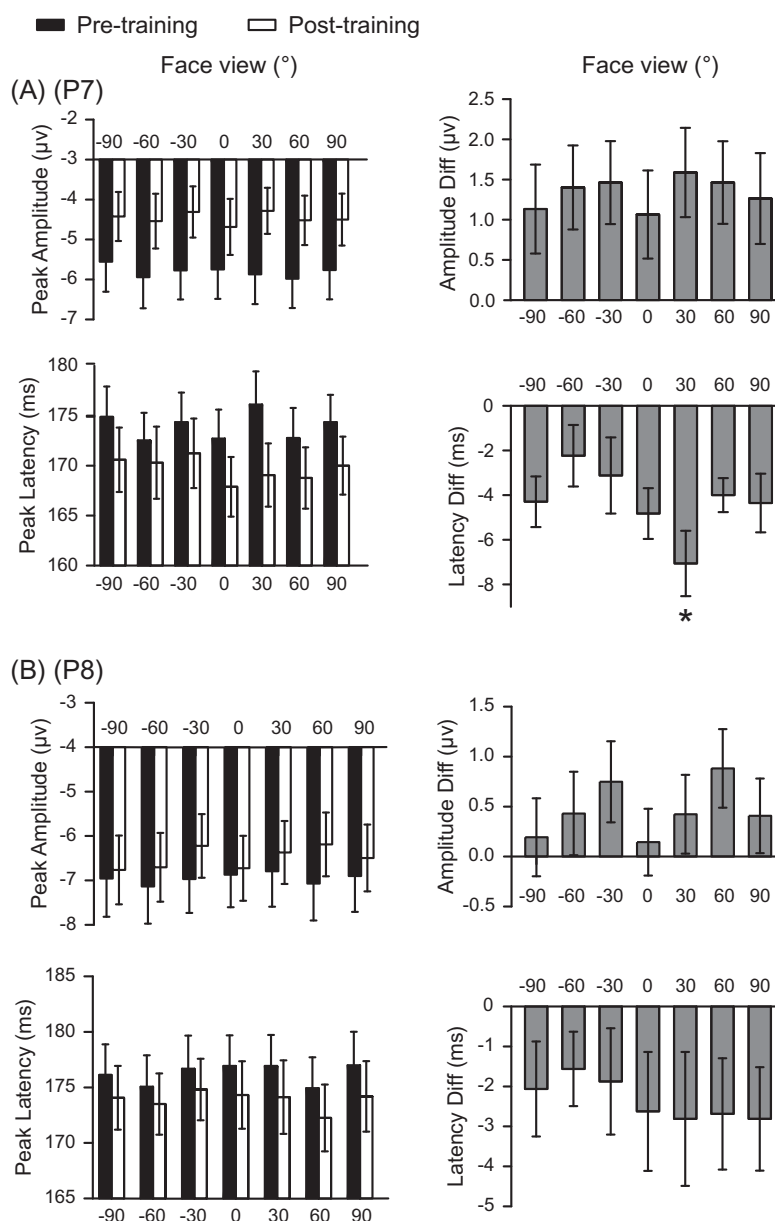 Pre-training Post-training
Face view (°) Face view (°)
(A) (P7)
Peak Amplitude (μv)
-2
-3
-4
-5
-6
-7
-90 -60 -30 0 30 60 90
Amplitude Diff (μv)
2.5
2.0
1.5
1.0
0.5
0.0
-90 -60 -30 0 30 60 90
Peak Latency (ms)
180
175
170
165
160
-90 -60 -30 0 30 60 90
Latency Diff (ms)
-90 -60 -30 0 30 60 90
0
-2
-4
-6
-8
*
(B) (P8)
Peak Amplitude (μv)
-3
-4
-5
-6
-7
-8
-90 -60 -30 0 30 60 90
Amplitude Diff (μv)
1.5
1.0
0.5
0.0
-0.5
-90 -60 -30 0 30 60 90
Peak Latency (ms)
185
180
175
170
165
-90 -60 -30 0 30 60 90
Latency Diff (ms)
-90 -60 -30 0 30 60 90
0
-1
-2
-3
-4
-5